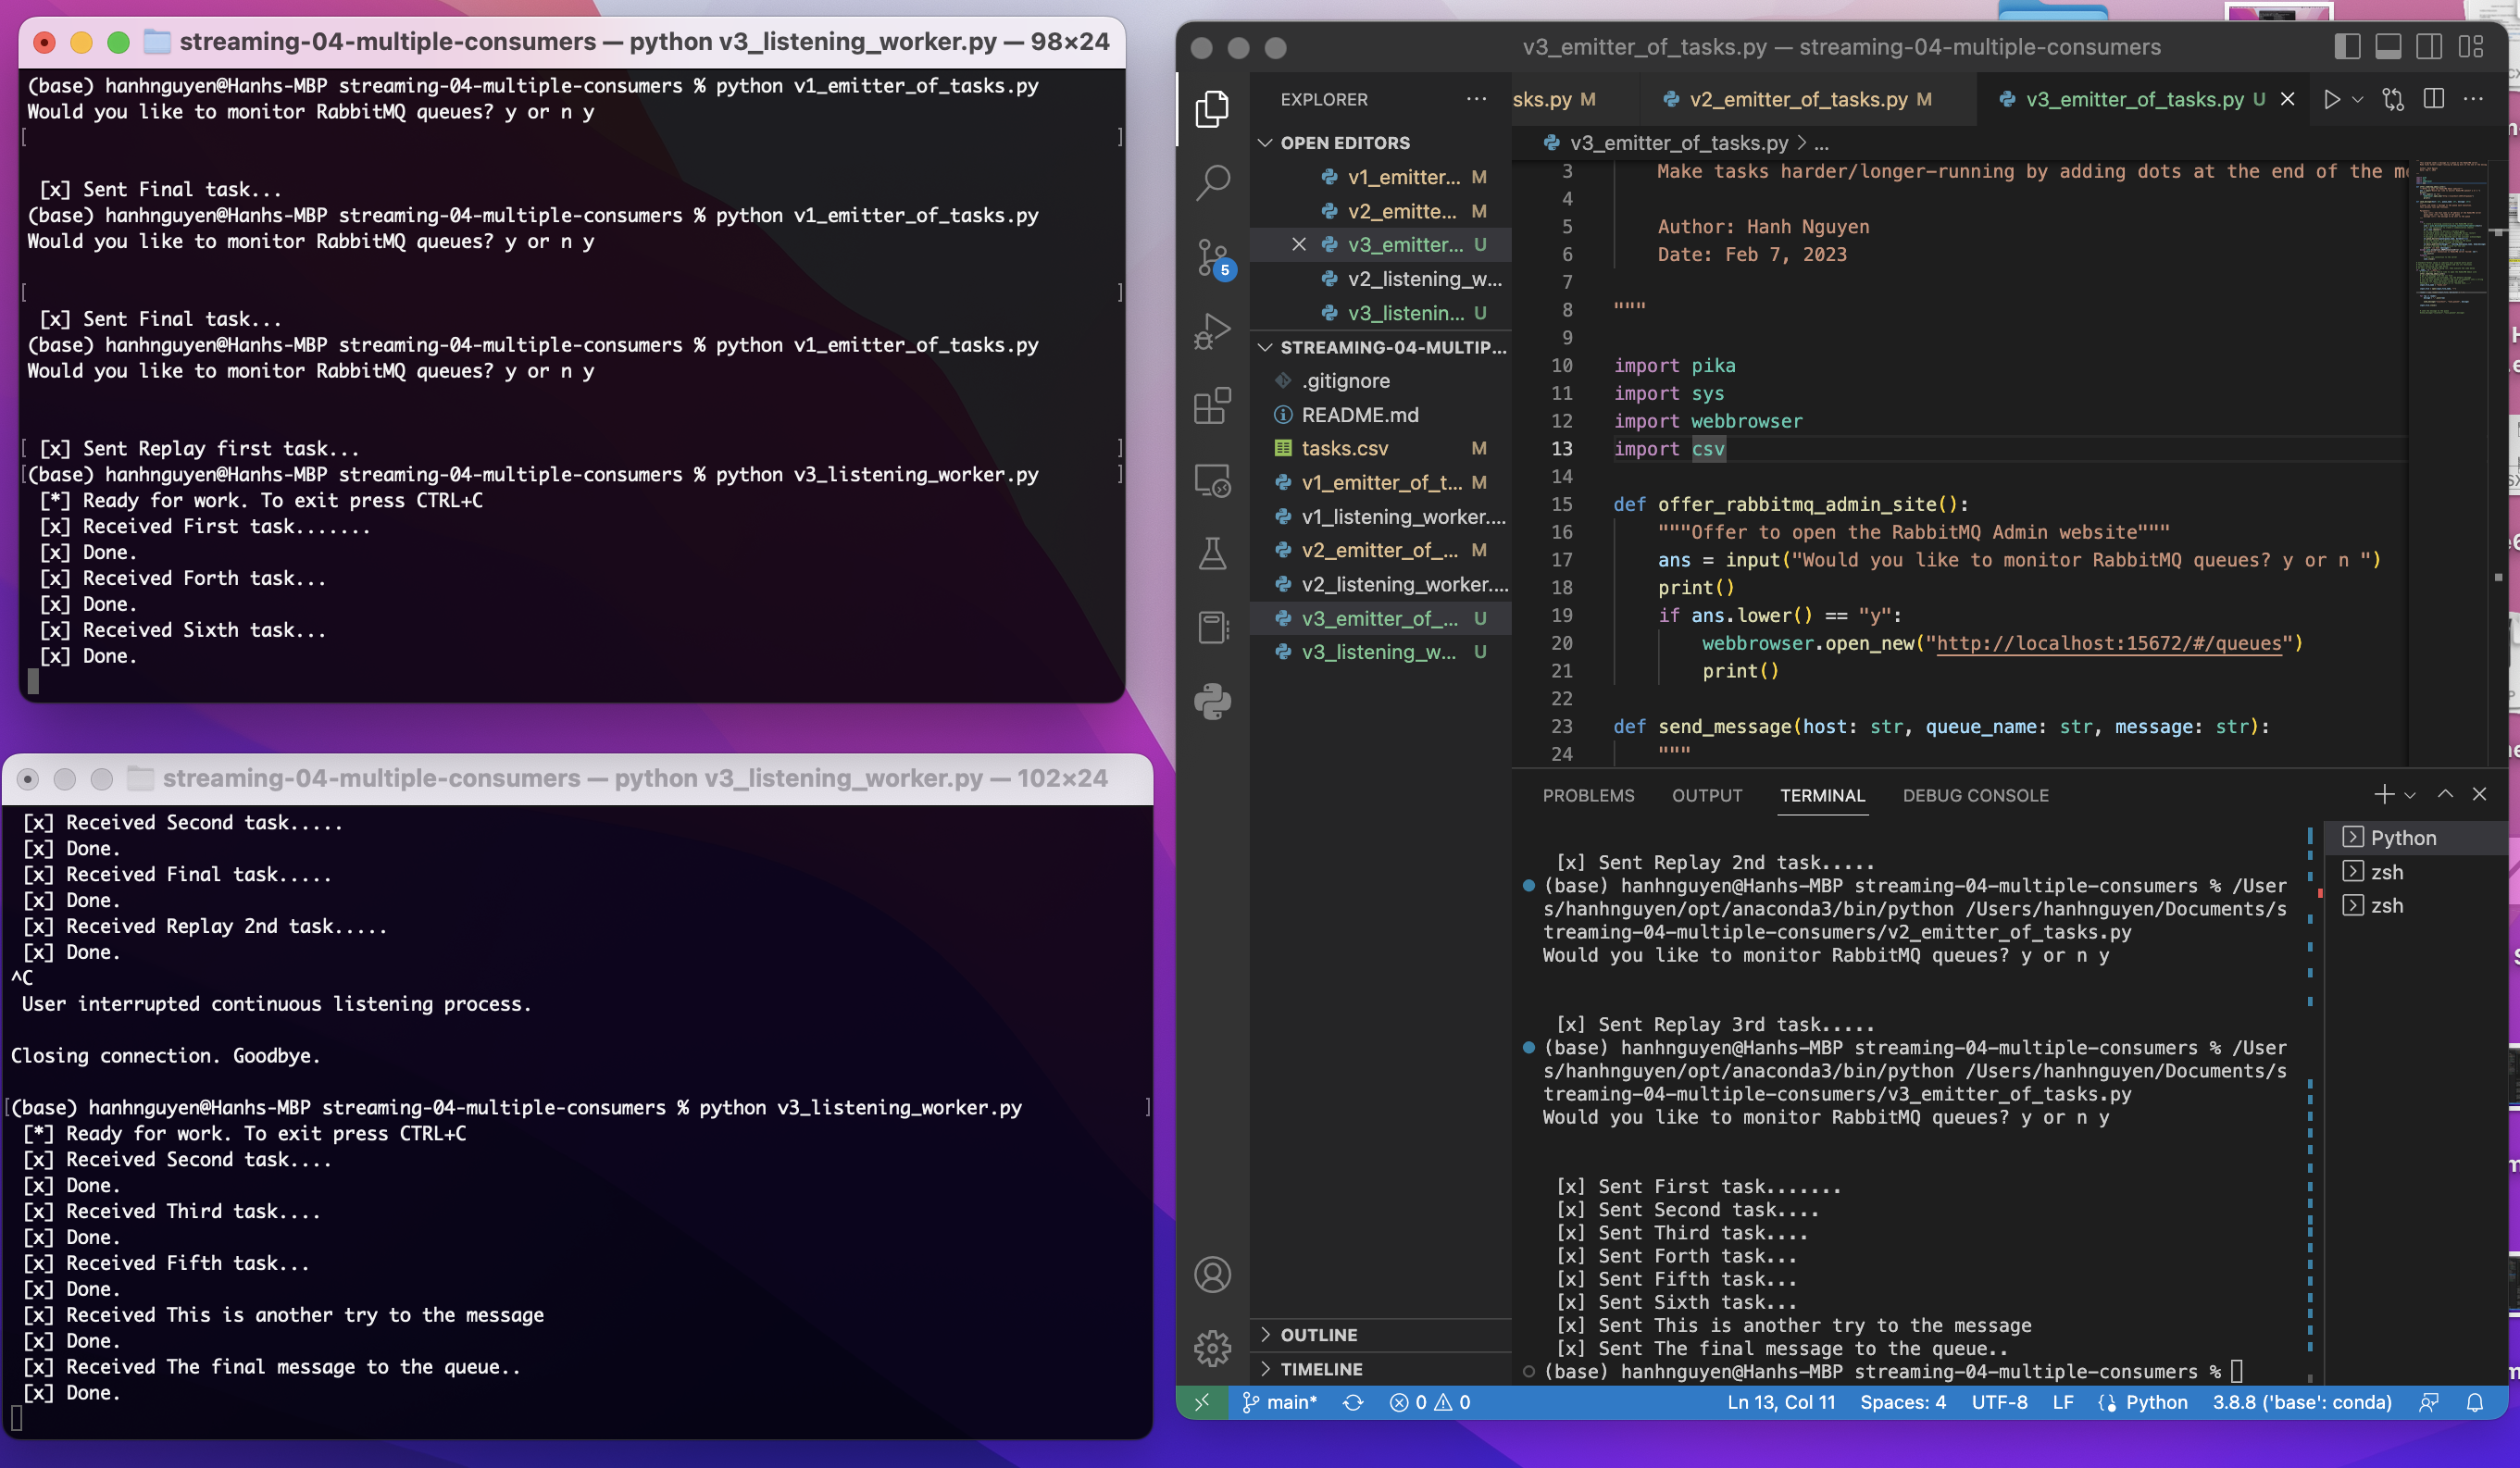 streaming-04-multiple-consumers — python v3_listening_worker.py — 98×24
(base) hanhnguyen@Hanhs-MBP streaming-04-multiple-consumers % python v1_emitter_of_tasks.py
Would you like to monitor RabbitMQ queues? y or n y
[ ]
[x] Sent Final task...
(base) hanhnguyen@Hanhs-MBP streaming-04-multiple-consumers % python v1_emitter_of_tasks.py
Would you like to monitor RabbitMQ queues? y or n y
[ ]
[x] Sent Final task...
(base) hanhnguyen@Hanhs-MBP streaming-04-multiple-consumers % python v1_emitter_of_tasks.py
Would you like to monitor RabbitMQ queues? y or n y
[ [x] Sent Replay first task... ]
[(base) hanhnguyen@Hanhs-MBP streaming-04-multiple-consumers % python v3_listening_worker.py ]
[*] Ready for work. To exit press CTRL+C
[x] Received First task.......
[x] Done.
[x] Received Forth task...
[x] Done.
[x] Received Sixth task...
[x] Done.
streaming-04-multiple-consumers — python v3_listening_worker.py — 102×24
[x] Received Second task.....
[x] Done.
[x] Received Final task.....
[x] Done.
[x] Received Replay 2nd task.....
[x] Done.
^C
User interrupted continuous listening process.
Closing connection. Goodbye.
[(base) hanhnguyen@Hanhs-MBP streaming-04-multiple-consumers % python v3_listening_worker.py ]
[*] Ready for work. To exit press CTRL+C
[x] Received Second task....
[x] Done.
[x] Received Third task....
[x] Done.
[x] Received Fifth task...
[x] Done.
[x] Received This is another try to the message
[x] Done.
[x] Received The final message to the queue..
[x] Done.
v3_emitter_of_tasks.py — streaming-04-multiple-consumers
EXPLORER ...
5
OPEN EDITORS
v1_emitter... M
v2_emitte... M
v3_emitter... U
v2_listening_w...
v3_listenin... U
STREAMING-04-MULTIP...
.gitignore
README.md
tasks.csv M
v1_emitter_of_t... M
v1_listening_worker....
v2_emitter_of_... M
v2_listening_worker....
v3_emitter_of_... U
v3_listening_w... U
OUTLINE
TIMELINE
sks.py M v2_emitter_of_tasks.py M v3_emitter_of_tasks.py U
v3_emitter_of_tasks.py > ...
3 Make tasks harder/longer-running by adding dots at the end of the m
4
5 Author: Hanh Nguyen
6 Date: Feb 7, 2023
7
8 """
9
10 import pika
11 import sys
12 import webbrowser
13 import csv
14
15 def offer_rabbitmq_admin_site():
16 """Offer to open the RabbitMQ Admin website"""
17 ans = input("Would you like to monitor RabbitMQ queues? y or n ")
18 print()
19 if ans.lower() == "y":
20 webbrowser.open_new("http://localhost:15672/#/queues")
21 print()
22
23 def send_message(host: str, queue_name: str, message: str):
24 """
PROBLEMS OUTPUT TERMINAL DEBUG CONSOLE
[x] Sent Replay 2nd task.....
(base) hanhnguyen@Hanhs-MBP streaming-04-multiple-consumers % /User
s/hanhnguyen/opt/anaconda3/bin/python /Users/hanhnguyen/Documents/s
treaming-04-multiple-consumers/v2_emitter_of_tasks.py
Would you like to monitor RabbitMQ queues? y or n y
[x] Sent Replay 3rd task.....
(base) hanhnguyen@Hanhs-MBP streaming-04-multiple-consumers % /User
s/hanhnguyen/opt/anaconda3/bin/python /Users/hanhnguyen/Documents/s
treaming-04-multiple-consumers/v3_emitter_of_tasks.py
Would you like to monitor RabbitMQ queues? y or n y
[x] Sent First task.......
[x] Sent Second task....
[x] Sent Third task....
[x] Sent Forth task...
[x] Sent Fifth task...
[x] Sent Sixth task...
[x] Sent This is another try to the message
[x] Sent The final message to the queue..
(base) hanhnguyen@Hanhs-MBP streaming-04-multiple-consumers %
Python
zsh
zsh
main* 0 0 Ln 13, Col 11 Spaces: 4 UTF-8 LF Python 3.8.8 ('base': conda)